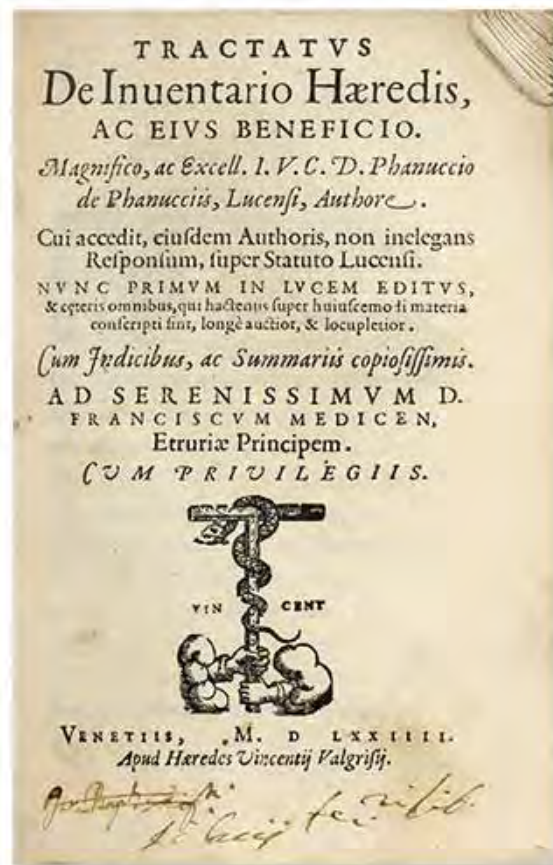 TRACTATVS
De Inuentario Hæredis,
AC EIVS BENEFICIO.
Magnifico, ac Excell. I. V. C. D. Phanuccio
de Phanucciis, Lucensi, Authore.
Cui accedit, eiusdem Authoris, non inelegans
Responsum, super Statuto Lucensi.
NVNC PRIMVM IN LVCEM EDITVS,
& cęteris omnibus, qui hactenus super huiuscemodi materia
conscripti sint, longè auctior, & locupletior.
Cum Indicibus, ac Summariis copiosissimis.
AD SERENISSIMVM D.
FRANCISCVM MEDICEN,
Etruriæ Principem.
CVM PRIVILEGIIS.
VIN CENT
VENETIIS, M. D LXXIIII.
Apud Hæredes Vincentij Valgrisij.